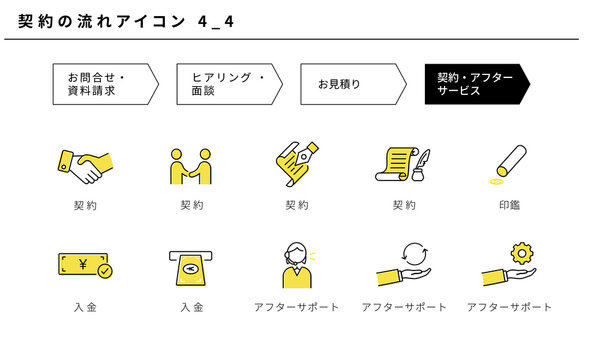 契約の流れアイコン 4_4
お問合せ・
資料請求
ヒアリング ・
面談
お見積り
契約・アフター
サービス
契約
契約
契約
契約
印鑑
¥
入金
入金
アフターサポート
アフターサポート
アフターサポート